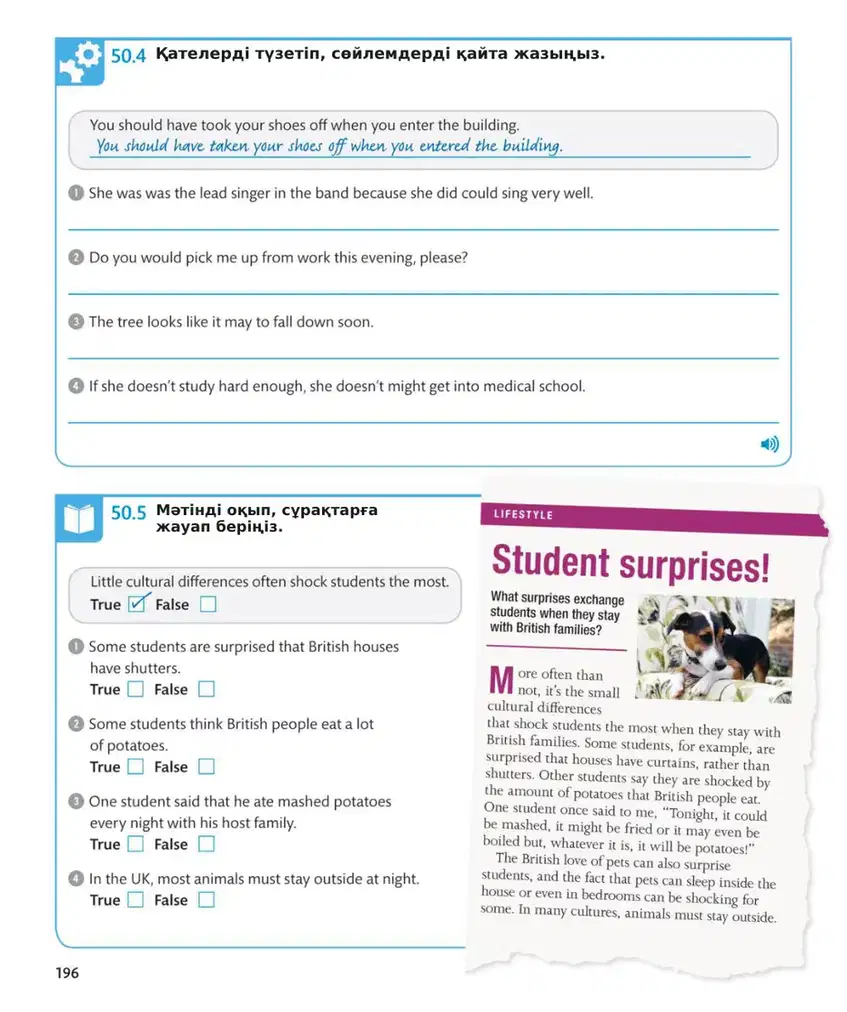 50.4 Қателерді түзетіп, сөйлемдерді қайта жазыңыз.
You should have took your shoes off when you enter the building.
You should have taken your shoes off when you entered the building.
1 She was was the lead singer in the band because she did could sing very well.
2 Do you would pick me up from work this evening, please?
3 The tree looks like it may to fall down soon.
4 If she doesn't study hard enough, she doesn't might get into medical school.
50.5 Мәтінді оқып, сұрақтарға
жауап беріңіз.
Little cultural differences often shock students the most.
True False
1 Some students are surprised that British houses
have shutters.
True False
2 Some students think British people eat a lot
of potatoes.
True False
3 One student said that he ate mashed potatoes
every night with his host family.
True False
4 In the UK, most animals must stay outside at night.
True False
LIFESTYLE
Student surprises!
What surprises exchange
students when they stay
with British families?
More often than
not, it's the small
cultural differences
that shock students the most when they stay with
British families. Some students, for example, are
surprised that houses have curtains, rather than
shutters. Other students say they are shocked by
the amount of potatoes that British people eat.
One student once said to me, "Tonight, it could
be mashed, it might be fried or it may even be
boiled but, whatever it is, it will be potatoes!"
The British love of pets can also surprise
students, and the fact that pets can sleep inside the
house or even in bedrooms can be shocking for
some. In many cultures, animals must stay outside.
196